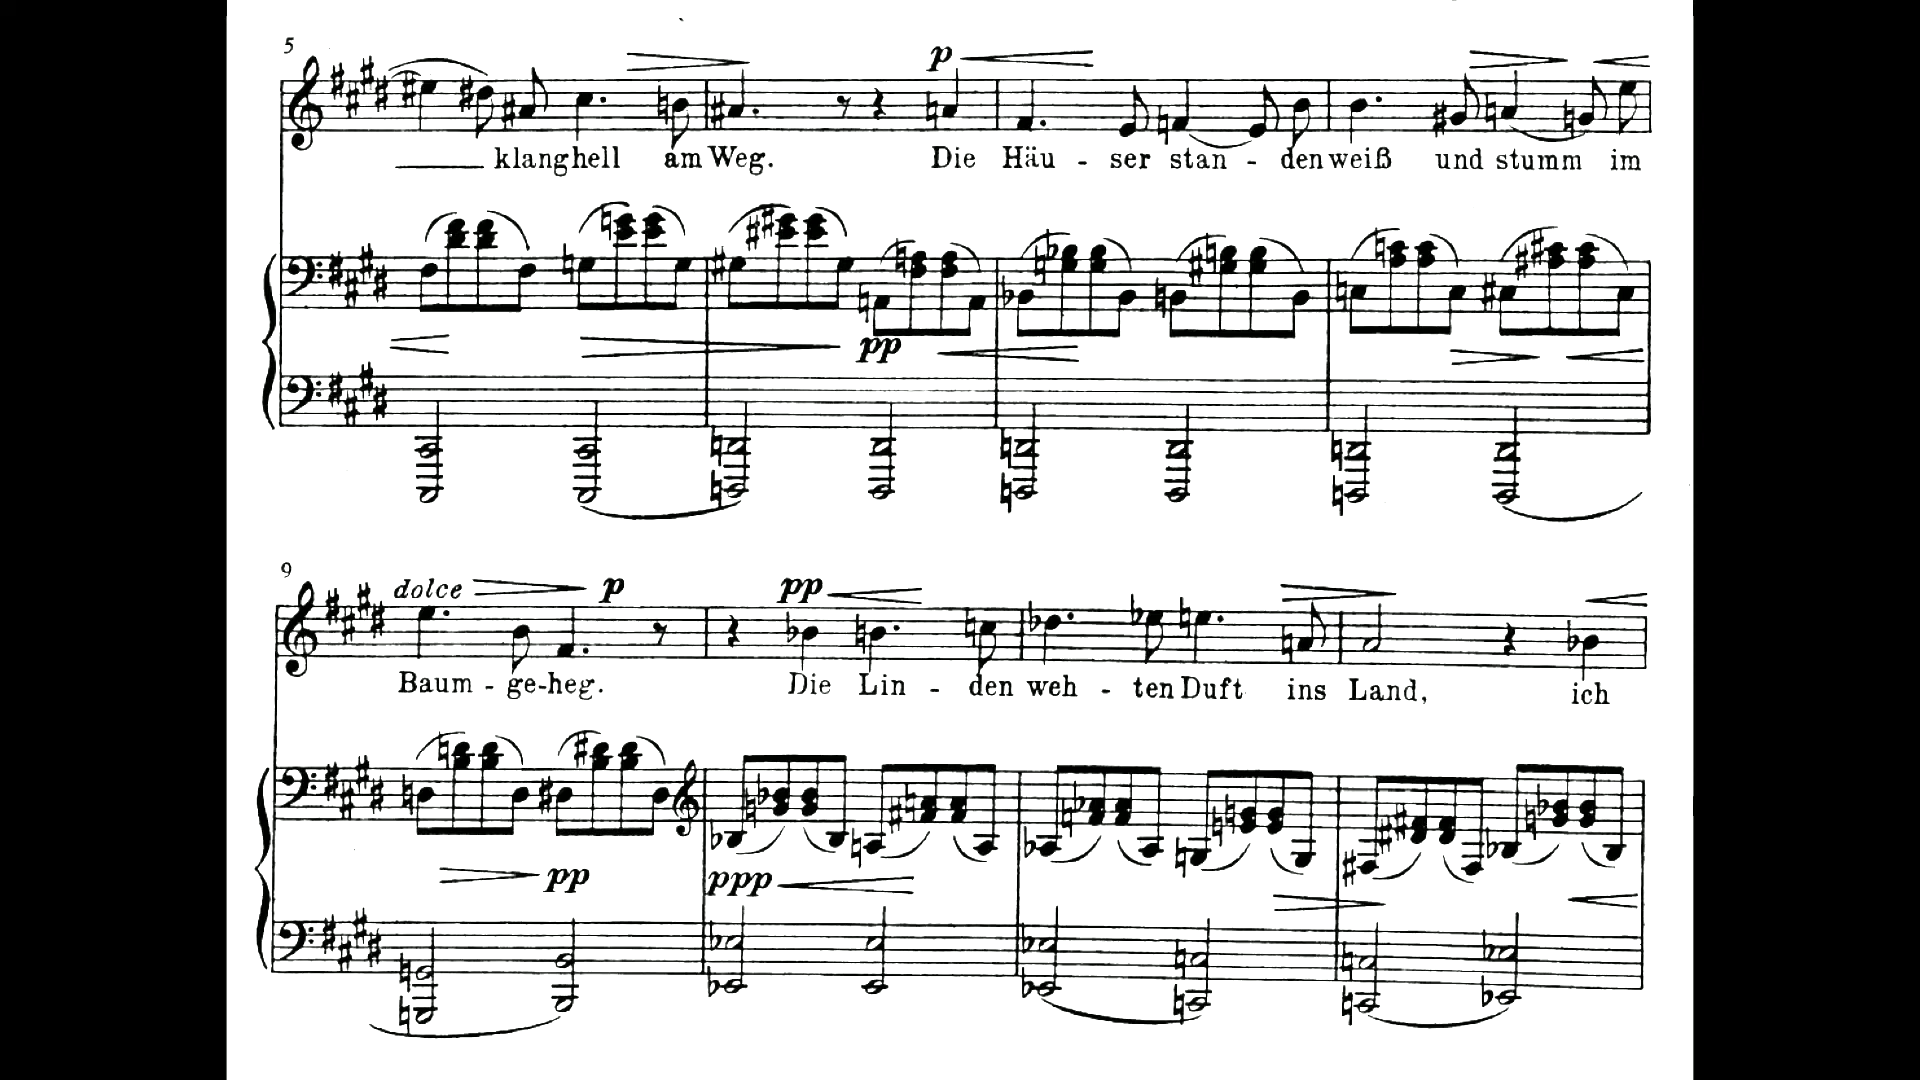 5
p
klanghell am Weg. Die Häu - ser stan - den weiß und stumm im
pp
9
dolce p pp
Baum - ge-heg. Die Lin - den weh - ten Duft ins Land, ich
pp ppp